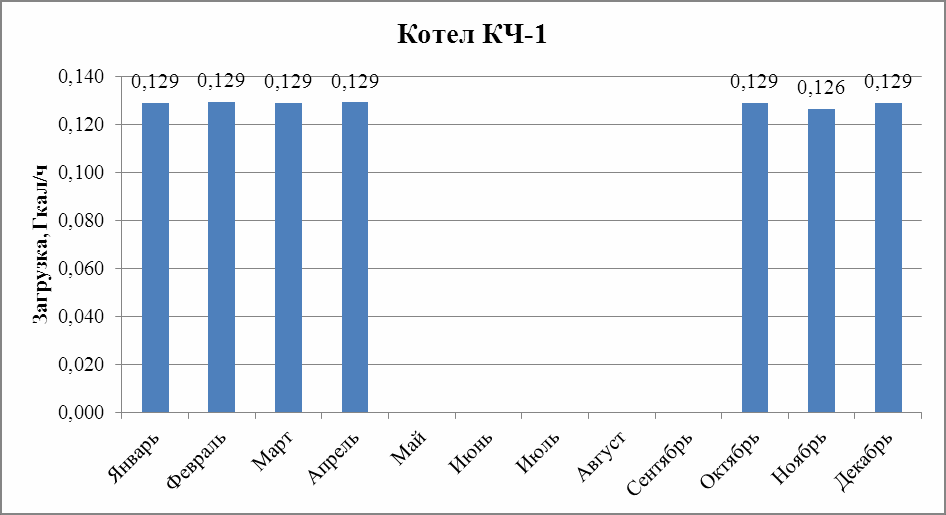 Котел КЧ-1
Загрузка, Гкал/ч
0,140
0,120
0,100
0,080
0,060
0,040
0,020
0,000
0,129
0,129
0,129
0,129
0,129
0,126
0,129
Январь
Февраль
Март
Апрель
Май
Июнь
Июль
Август
Сентябрь
Октябрь
Ноябрь
Декабрь